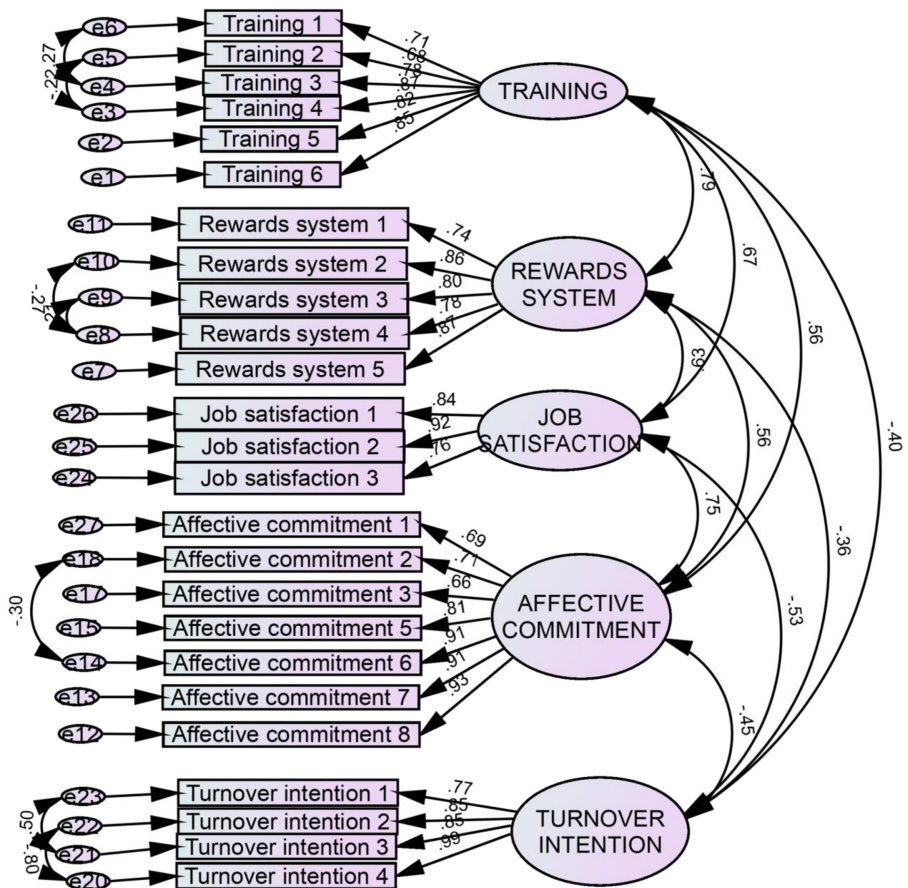 e6 Training 1 .71
e5 Training 2 .68
e4 Training 3 .78
e3 Training 4
e2 Training 5 .82
e1 Training 6 .85
-.22 .27
TRAINING
e11 Rewards system 1 .74
e10 Rewards system 2 .86
e9 Rewards system 3 .80
e8 Rewards system 4 .78
e7 Rewards system 5 .87
-.27
REWARDS
SYSTEM
e26 Job satisfaction 1 .84
e25 Job satisfaction 2 .92
e24 Job satisfaction 3 .76
JOB
SATISFACTION
e27 Affective commitment 1 .69
e18 Affective commitment 2 .71
e17 Affective commitment 3 .66
e15 Affective commitment 5 .81
e14 Affective commitment 6 .91
e13 Affective commitment 7 .91
e12 Affective commitment 8 .93
-.30
AFFECTIVE
COMMITMENT
e23 Turnover intention 1 .77
e22 Turnover intention 2 .85
e21 Turnover intention 3 .85
e20 Turnover intention 4 .99
.50
-.80
TURNOVER
INTENTION
.79
.67
.56
-.40
.69
.56
-.36
.75
-.53
-.45